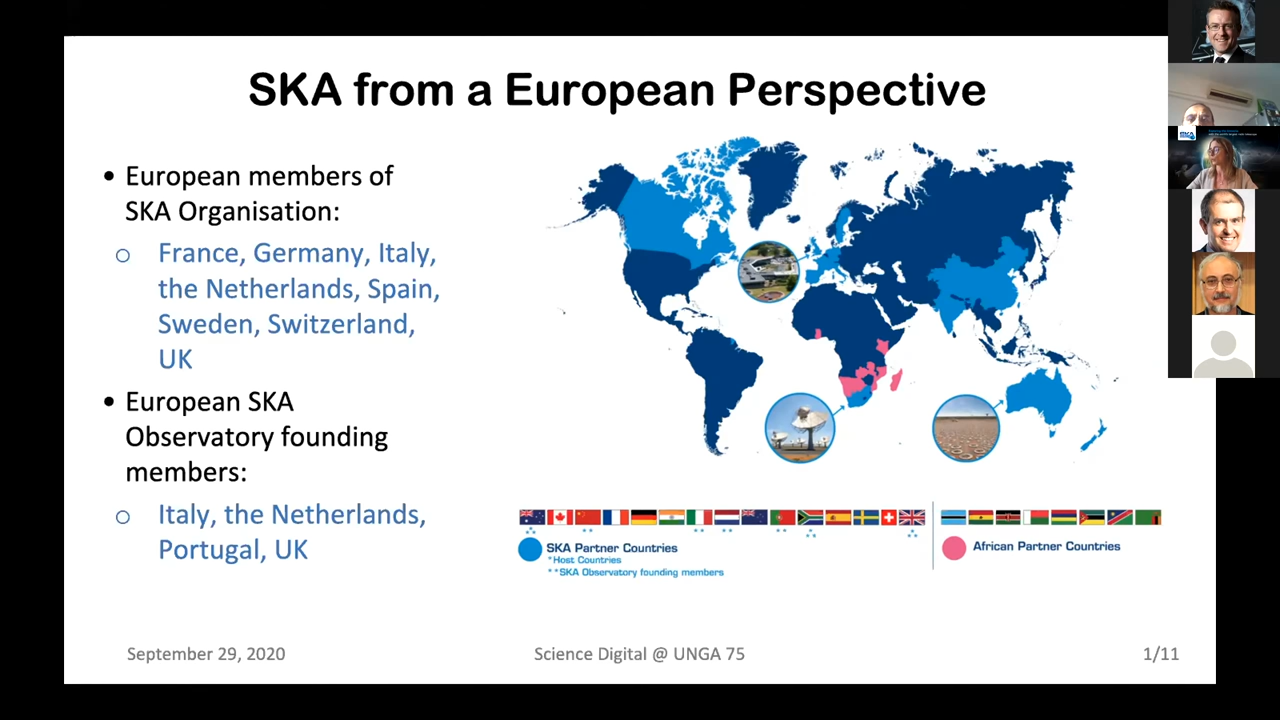 SKA from a European Perspective
• European members of
SKA Organisation:
o France, Germany, Italy,
the Netherlands, Spain,
Sweden, Switzerland,
UK
• European SKA
Observatory founding
members:
o Italy, the Netherlands,
Portugal, UK
SKA Partner Countries
*Host Countries
**SKA Observatory founding members
African Partner Countries
September 29, 2020
Science Digital @ UNGA 75
1/11